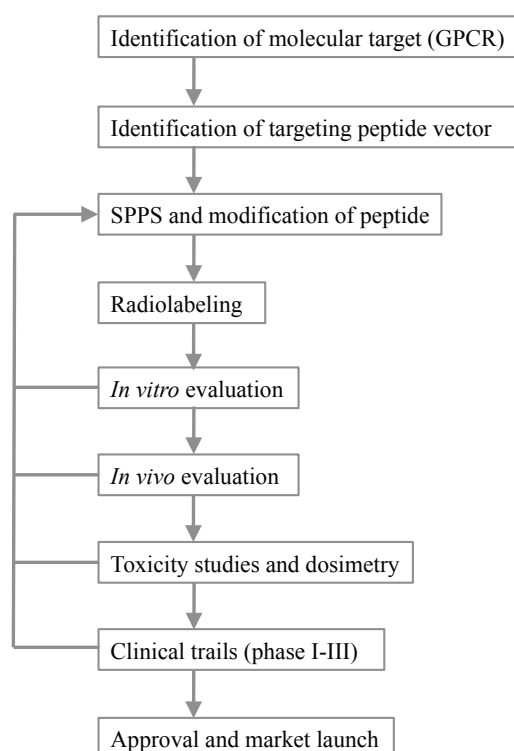 Identification of molecular target (GPCR)
Identification of targeting peptide vector
SPPS and modification of peptide
Radiolabeling
In vitro evaluation
In vivo evaluation
Toxicity studies and dosimetry
Clinical trails (phase I-III)
Approval and market launch